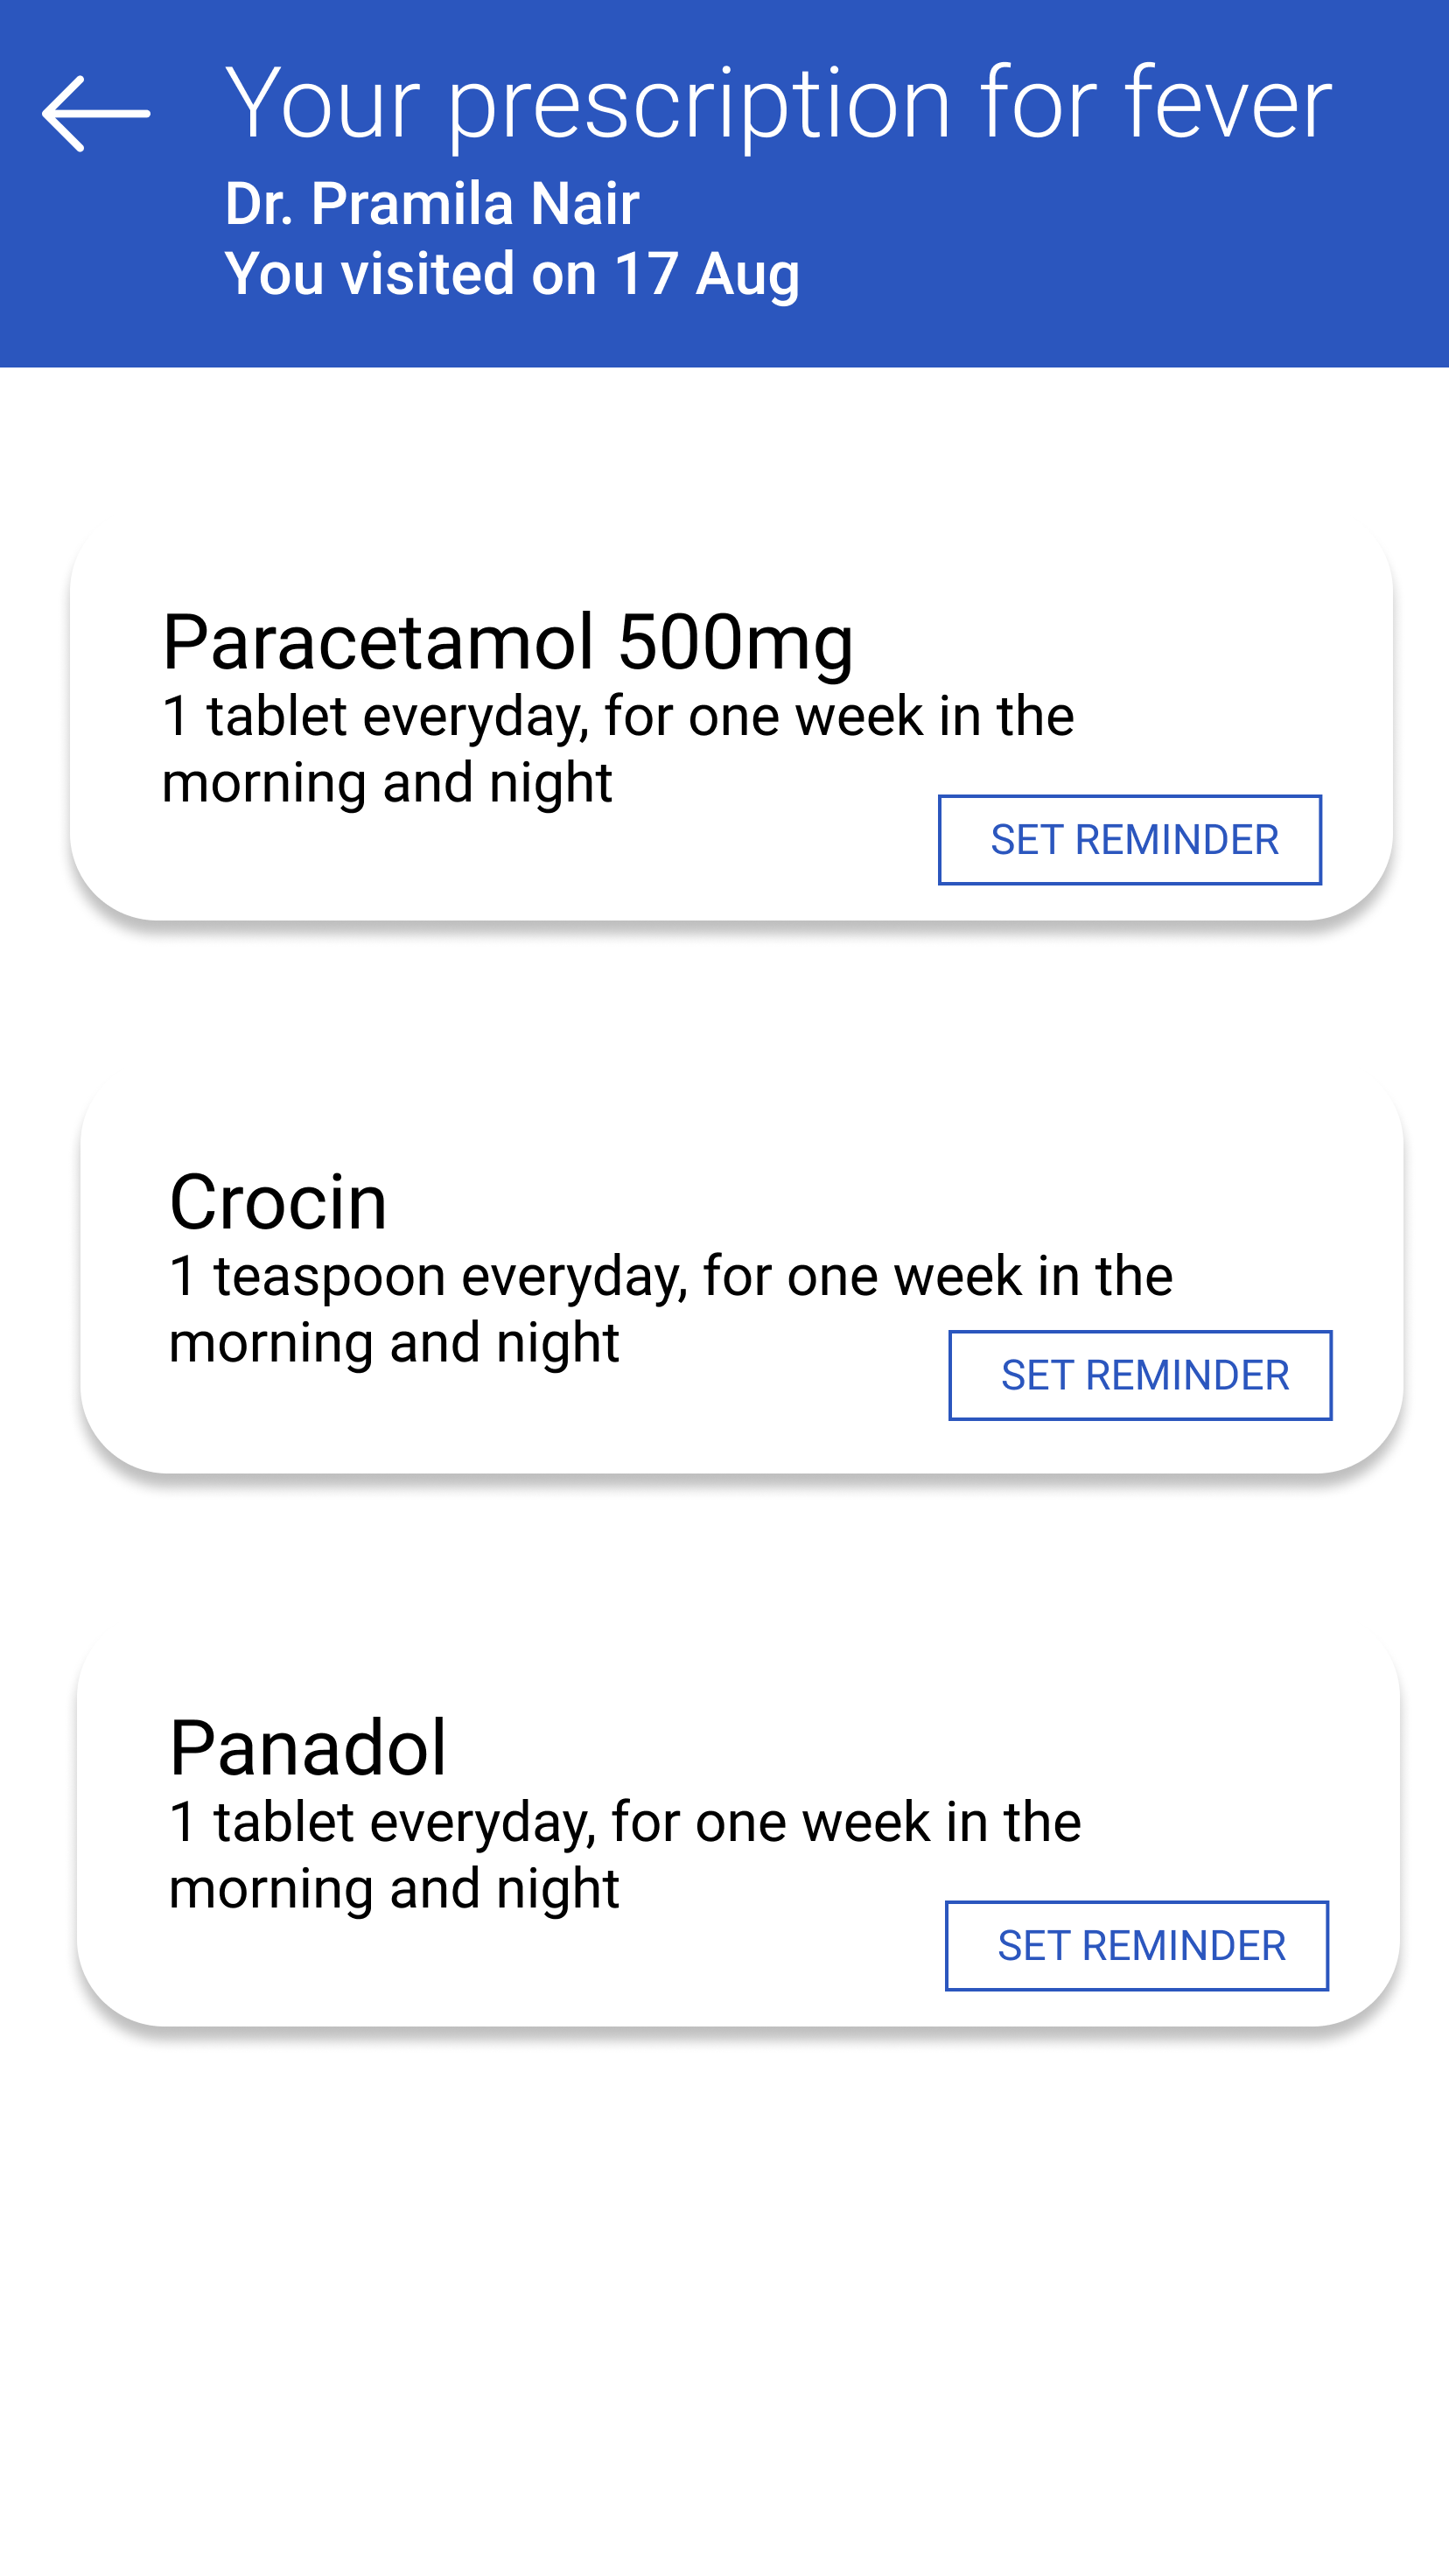 Your prescription for fever
Dr. Pramila Nair
You visited on 17 Aug
Paracetamol 500mg
1 tablet everyday, for one week in the
morning and night
SET REMINDER
Crocin
1 teaspoon everyday, for one week in the
morning and night
SET REMINDER
Panadol
1 tablet everyday, for one week in the
morning and night
SET REMINDER